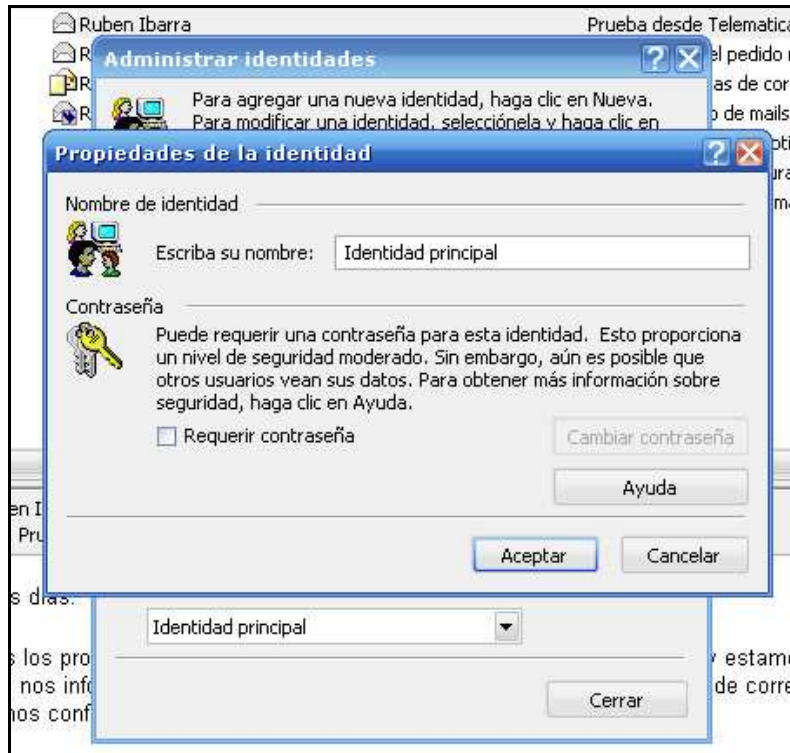 Ruben Ibarra
Prueba desde Telematica
R
el pedido
Administrar identidades
R
as de cor
Para agregar una nueva identidad, haga clic en Nueva.
R
o de mails
Para modificar una identidad, selecciónela y haga clic en
Propiedades de la identidad
Nombre de identidad
Escriba su nombre:
Identidad principal
Contraseña
Puede requerir una contraseña para esta identidad. Esto proporciona
un nivel de seguridad moderado. Sin embargo, aún es posible que
otros usuarios vean sus datos. Para obtener más información sobre
seguridad, haga clic en Ayuda.
Requerir contraseña
Cambiar contraseña
Ayuda
en I
Pru
Aceptar
Cancelar
s días.
Identidad principal
s los pro
y estamo
nos info
de corre
Cerrar
nos conf